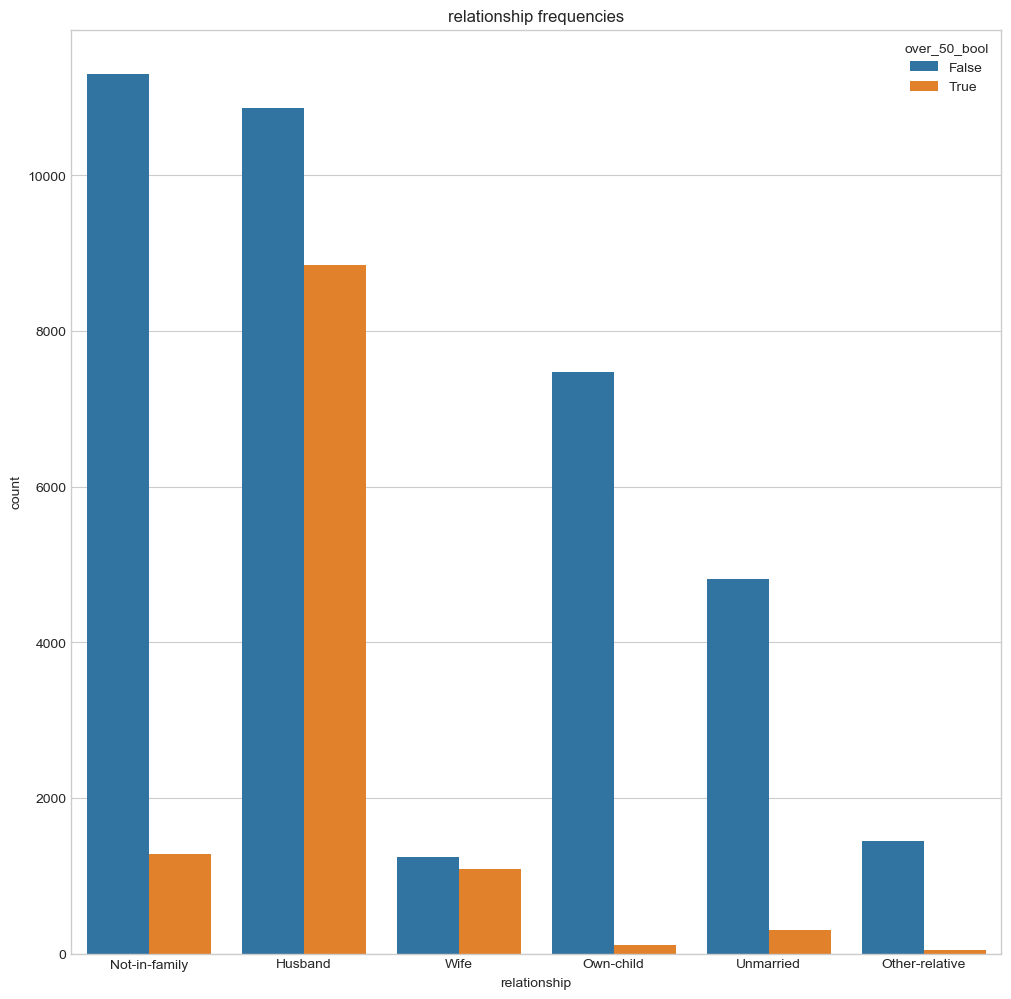 relationship frequencies
over_50_bool
False
True
10000
8000
6000
4000
2000
0
count
Not-in-family Husband Wife Own-child Unmarried Other-relative
relationship